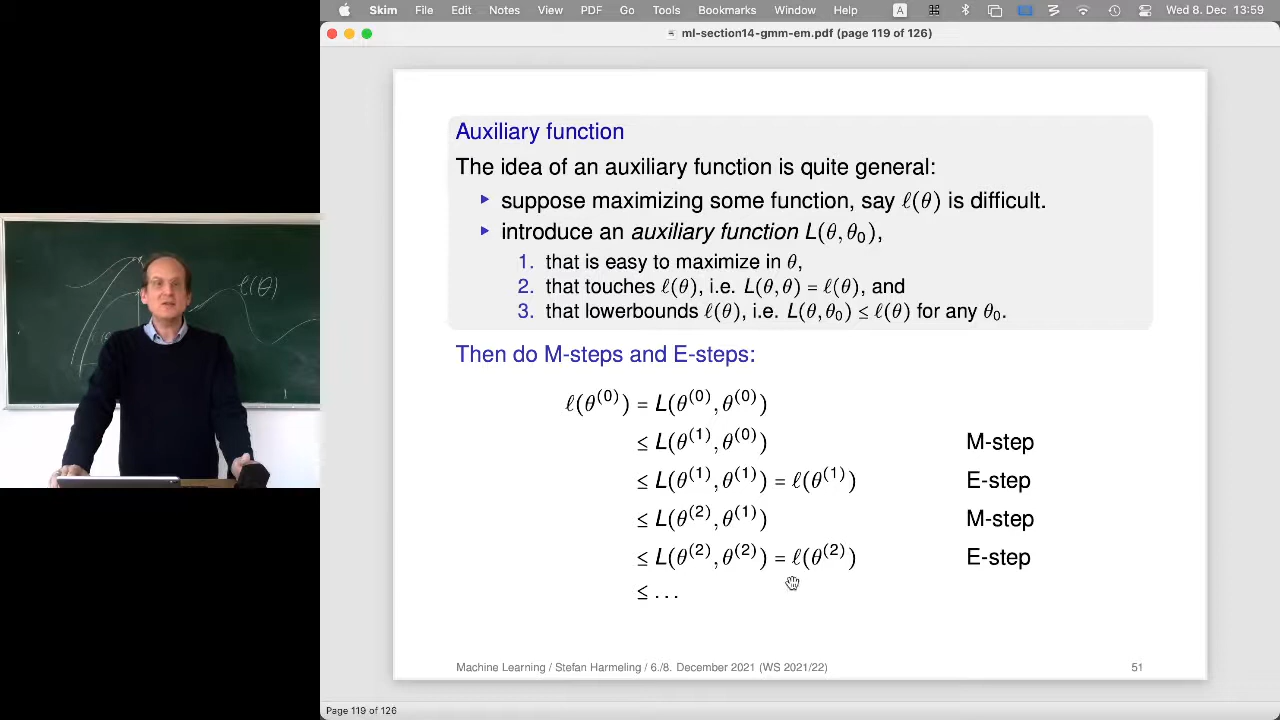 Skim File Edit View PDF Go Tools Bookmarks Window Help A Wed 8. Dec 13:59
ml-section14-gmm-em.pdf (page 119 of 126)
Auxiliary function
The idea of an auxiliary function is quite general:
▶ suppose maximizing some function, say ℓ(θ) is difficult.
▶ introduce an auxiliary function L(θ, θ₀),
1. that is easy to maximize in θ,
2. that touches ℓ(θ), i.e. L(θ, θ) = ℓ(θ), and
3. that lowerbounds ℓ(θ), i.e. L(θ, θ₀) ≤ ℓ(θ) for any θ₀.
ℓ(θ)
Then do M-steps and E-steps:
ℓ(θ⁽⁰⁾) = L(θ⁽⁰⁾, θ⁽⁰⁾)
≤ L(θ⁽¹⁾, θ⁽⁰⁾) M-step
≤ L(θ⁽¹⁾, θ⁽¹⁾) = ℓ(θ⁽¹⁾) E-step
≤ L(θ⁽²⁾, θ⁽¹⁾) M-step
≤ L(θ⁽²⁾, θ⁽²⁾) = ℓ(θ⁽²⁾) E-step
≤ . . .
Machine Learning / Stefan Harmeling / 6./8. December 2021 (WS 2021/22) 51
Page 119 of 126